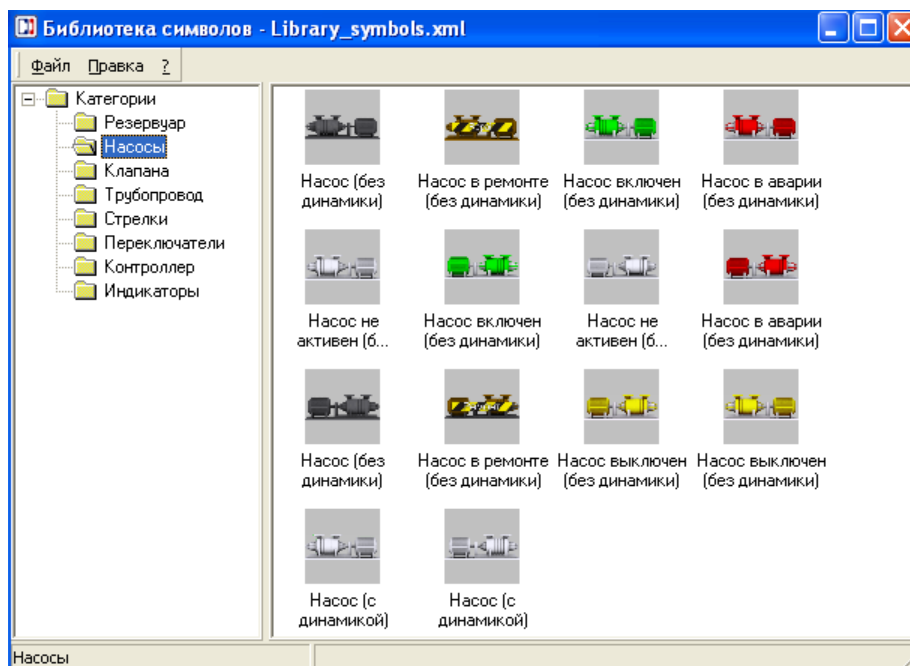 Библиотека символов - Library_symbols.xml
Файл Правка ?
Категории
Резервуар
Насосы
Клапана
Трубопровод
Стрелки
Переключатели
Контроллер
Индикаторы
Насос (без
динамики)
Насос в ремонте
(без динамики)
Насос включен
(без динамики)
Насос в аварии
(без динамики)
Насос не
активен (б...
Насос включен
(без динамики)
Насос не
активен (б...
Насос в аварии
(без динамики)
Насос (без
динамики)
Насос в ремонте
(без динамики)
Насос выключен
(без динамики)
Насос выключен
(без динамики)
Насос (с
динамикой)
Насос (с
динамикой)
Насосы